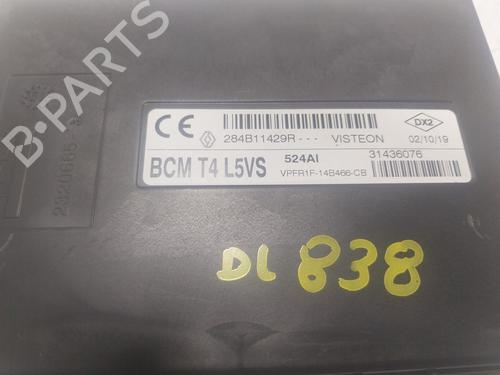 CE 284B11429R--- VISTEON 02/10/19
DX2
BCM T4 L5VS 524AI 31436076
VPFR1F-14B466-CB
DL 838
B-PARTS